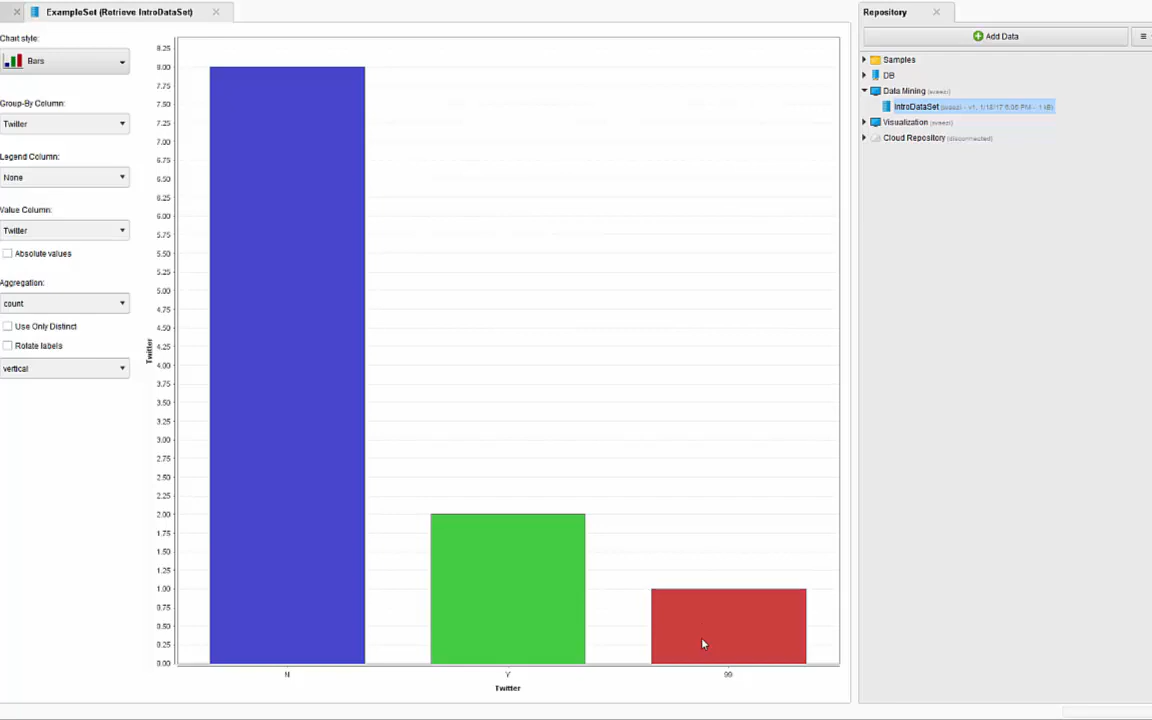 ExampleSet (Retrieve IntroDataSet)
Chart style:
Bars
Group-By Column:
Twitter
Legend Column:
None
Value Column:
Twitter
Absolute values
Aggregation:
count
Use Only Distinct
Rotate labels
vertical
8.25
8.00
7.75
7.50
7.25
7.00
6.75
6.50
6.25
6.00
5.75
5.50
5.25
5.00
4.75
4.50
4.25
4.00
3.75
3.50
3.25
3.00
2.75
2.50
2.25
2.00
1.75
1.50
1.25
1.00
0.75
0.50
0.25
0.00
Twitter
N Y 99
Twitter
Repository
Add Data
Samples
DB
Data Mining
IntroDataSet
Visualization
Cloud Repository (disconnected)